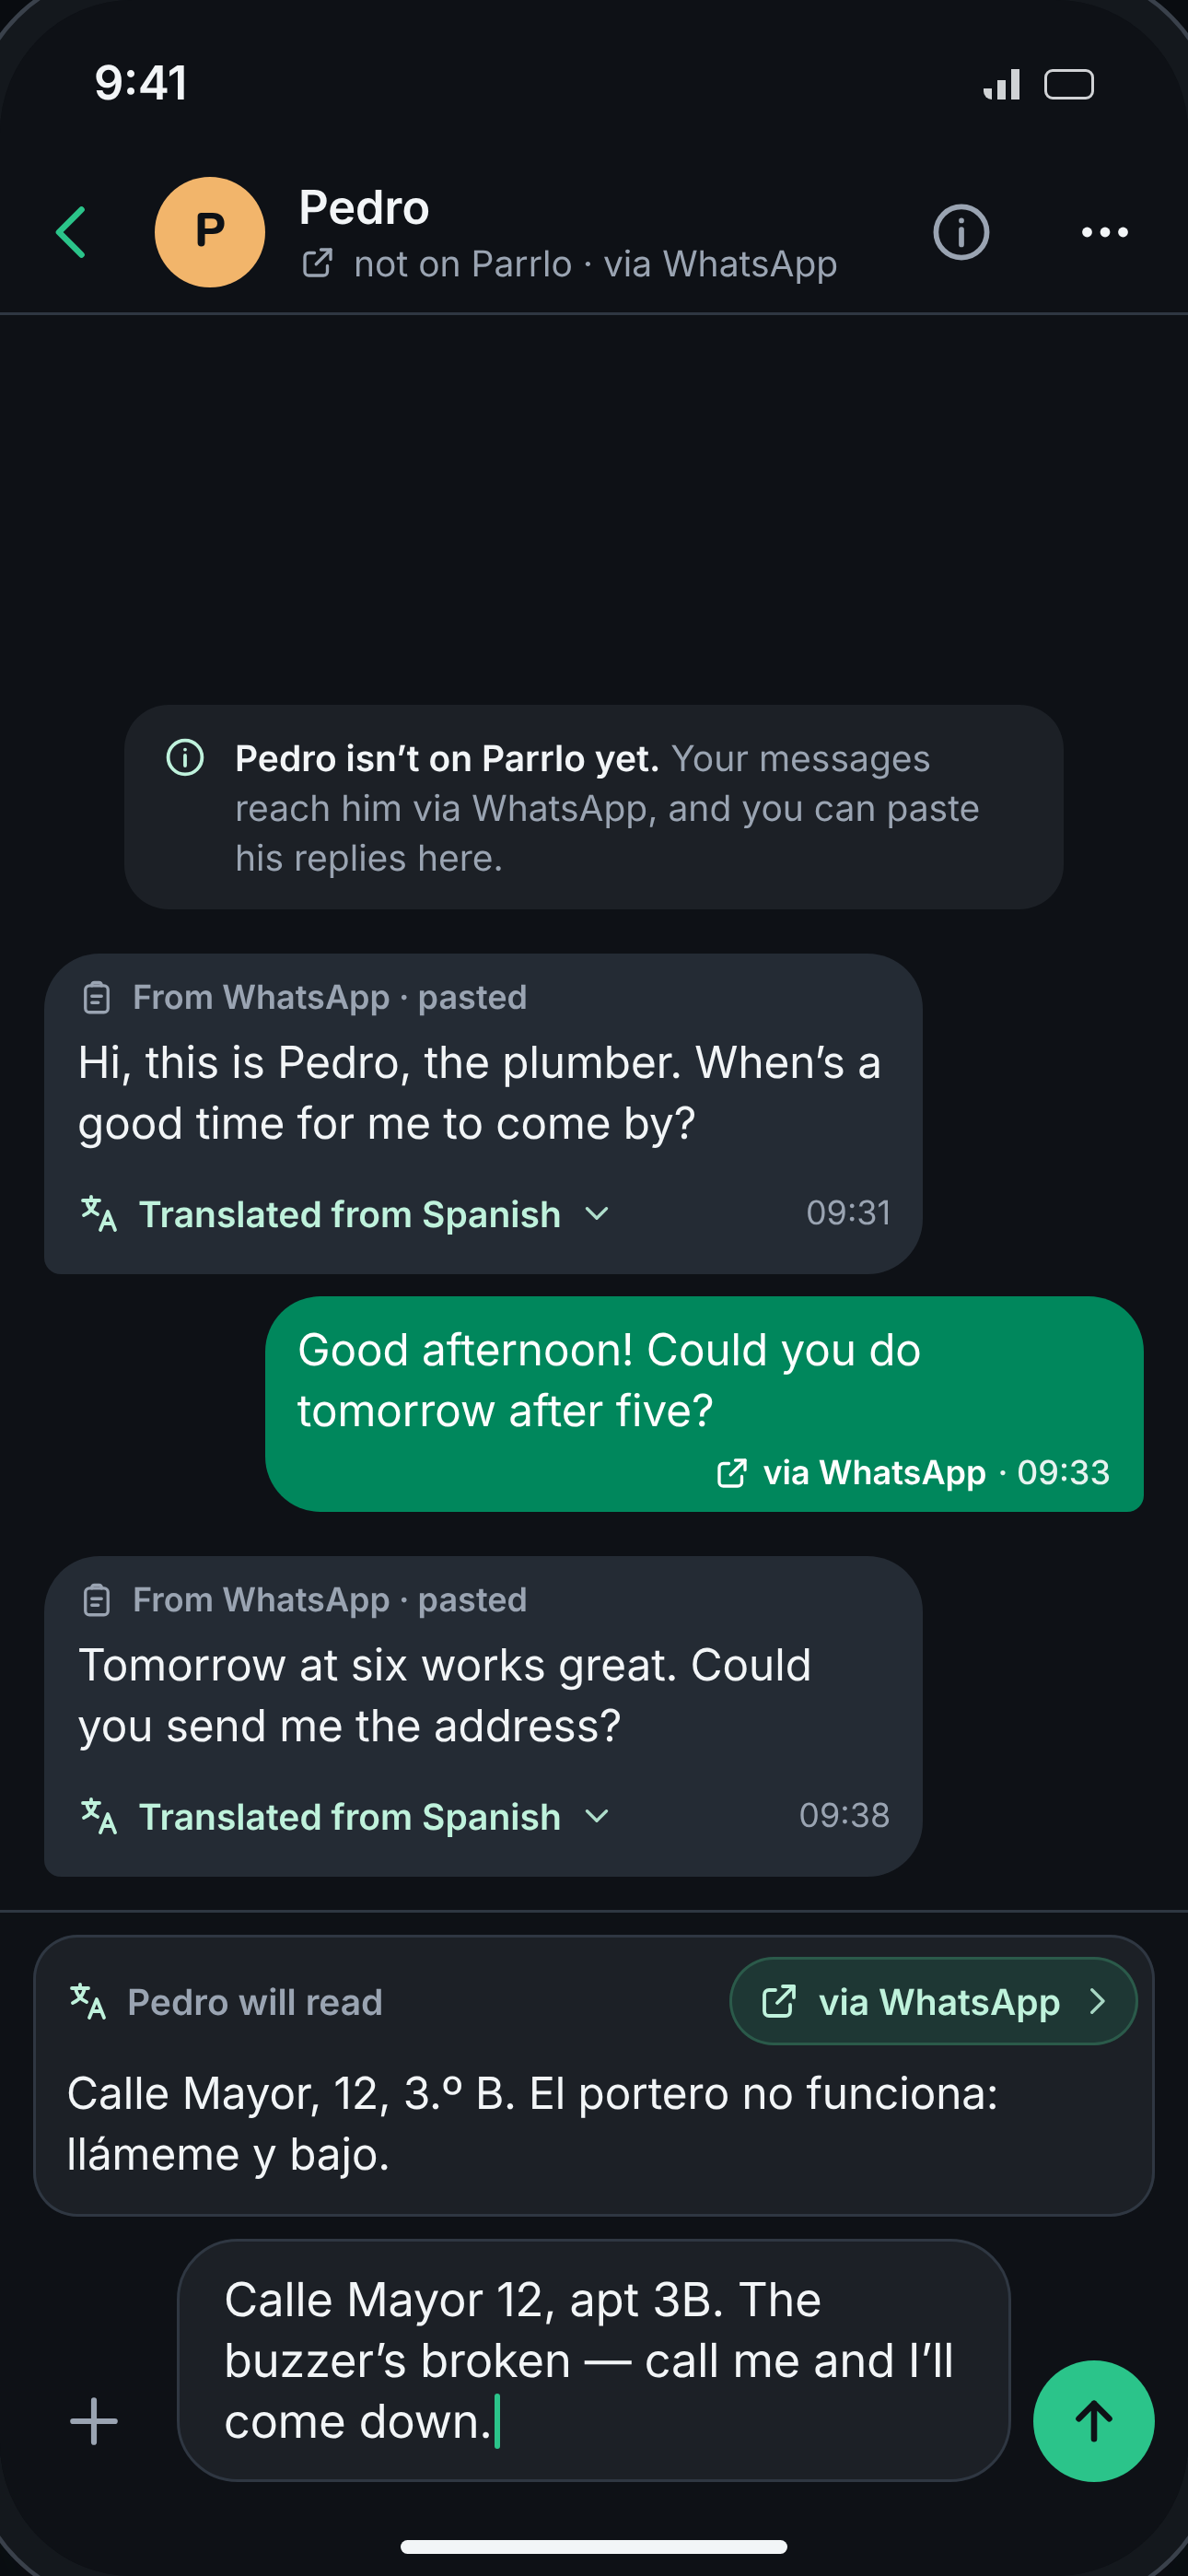 9:41
P
Pedro
not on Parrlo · via WhatsApp
Pedro isn’t on Parrlo yet. Your messages
reach him via WhatsApp, and you can paste
his replies here.
From WhatsApp · pasted
Hi, this is Pedro, the plumber. When’s a
good time for me to come by?
Translated from Spanish
09:31
Good afternoon! Could you do
tomorrow after five?
via WhatsApp · 09:33
From WhatsApp · pasted
Tomorrow at six works great. Could
you send me the address?
Translated from Spanish
09:38
Pedro will read
via WhatsApp
Calle Mayor, 12, 3.º B. El portero no funciona:
llámeme y bajo.
Calle Mayor 12, apt 3B. The
buzzer’s broken — call me and I’ll
come down.